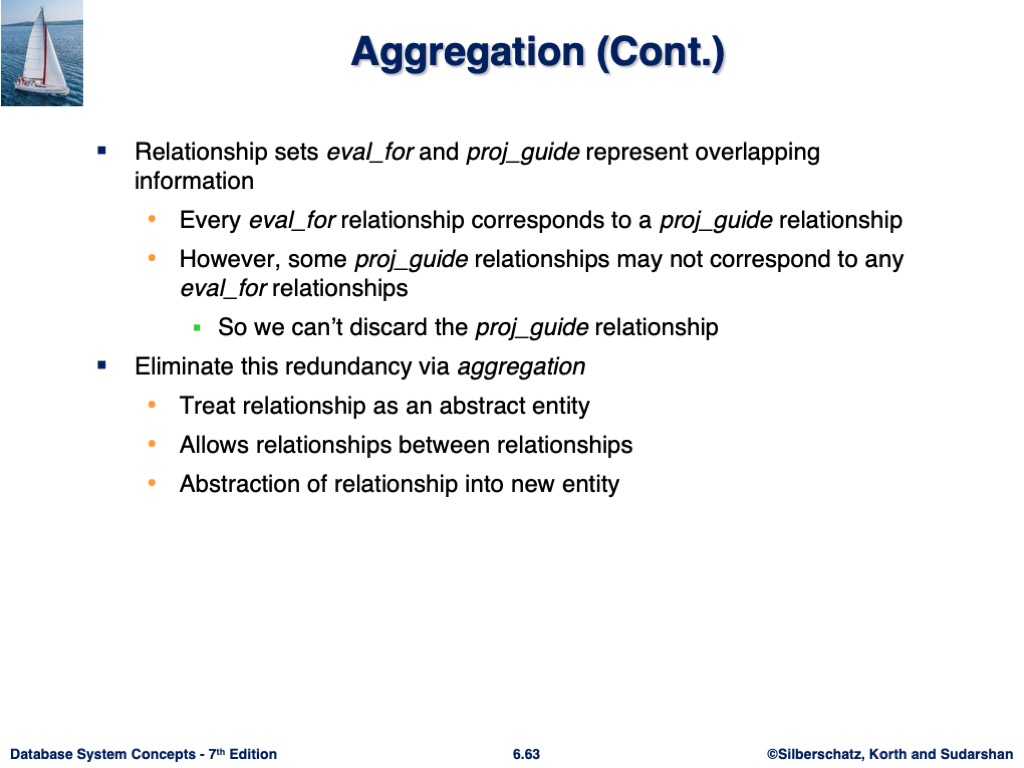 Aggregation (Cont.)
▪ Relationship sets eval_for and proj_guide represent overlapping
information
• Every eval_for relationship corresponds to a proj_guide relationship
• However, some proj_guide relationships may not correspond to any
eval_for relationships
▪ So we can’t discard the proj_guide relationship
▪ Eliminate this redundancy via aggregation
• Treat relationship as an abstract entity
• Allows relationships between relationships
• Abstraction of relationship into new entity
Database System Concepts - 7th Edition 6.63 ©Silberschatz, Korth and Sudarshan